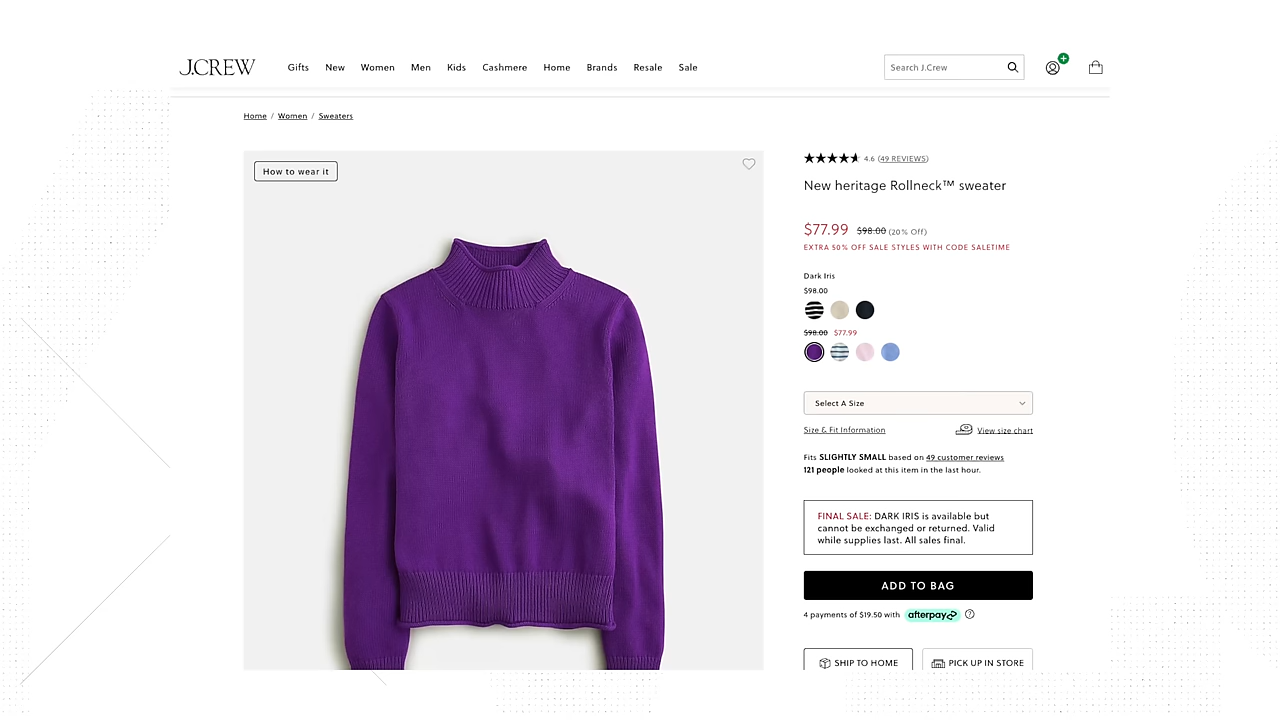 J.CREW
Gifts New Women Men Kids Cashmere Home Brands Resale Sale
Search J.Crew
Home / Women / Sweaters
How to wear it
4.6 (49 REVIEWS)
New heritage Rollneck™ sweater
$77.99 $98.00 (20% Off)
EXTRA 50% OFF SALE STYLES WITH CODE SALETIME
Dark Iris
$98.00
$98.00 $77.99
Select A Size
Size & Fit Information View size chart
Fits SLIGHTLY SMALL based on 49 customer reviews
121 people looked at this item in the last hour.
FINAL SALE: DARK IRIS is available but
cannot be exchanged or returned. Valid
while supplies last. All sales final.
ADD TO BAG
4 payments of $19.50 with afterpay
SHIP TO HOME PICK UP IN STORE